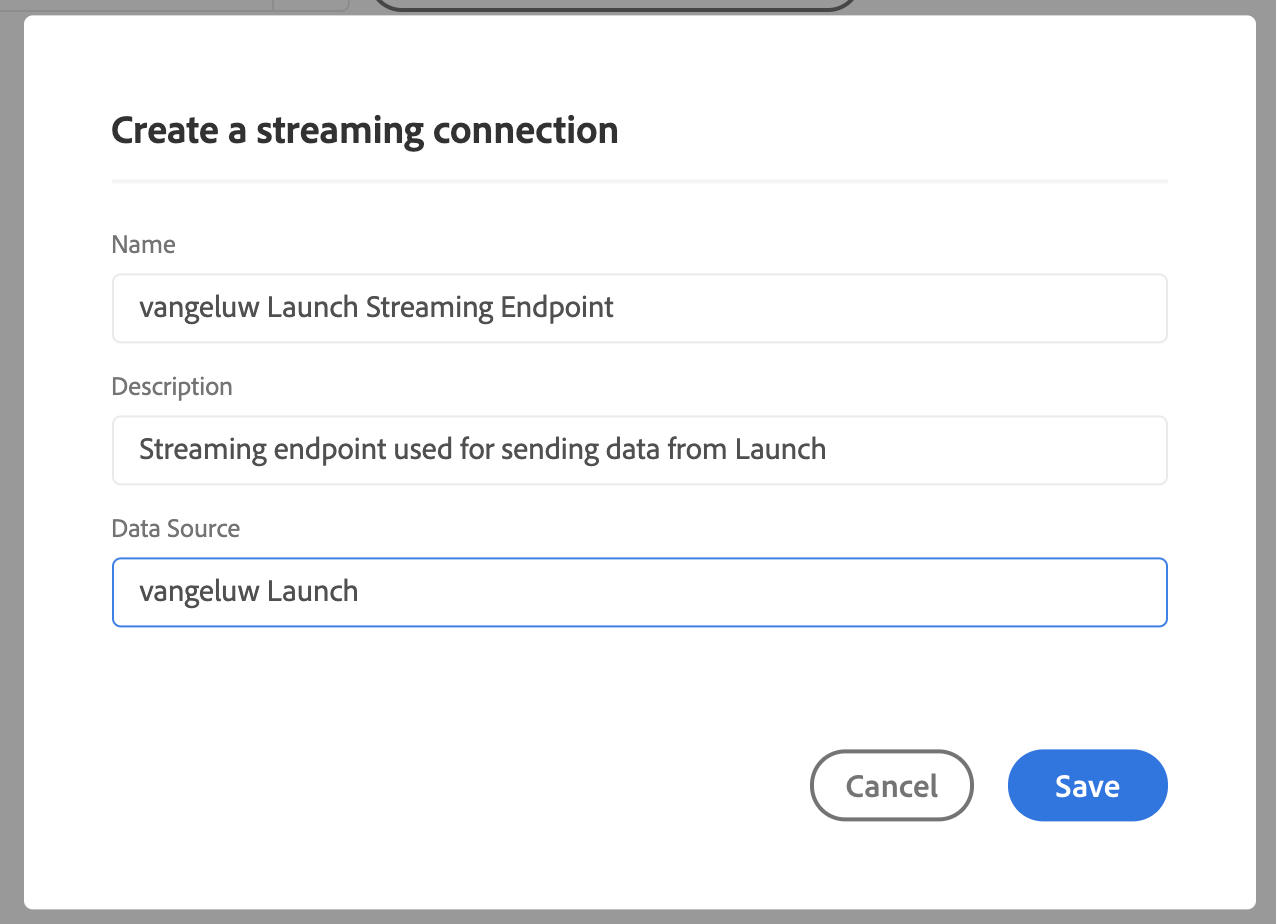 Create a streaming connection
Name
vangeluw Launch Streaming Endpoint
Description
Streaming endpoint used for sending data from Launch
Data Source
vangeluw Launch
Cancel
Save